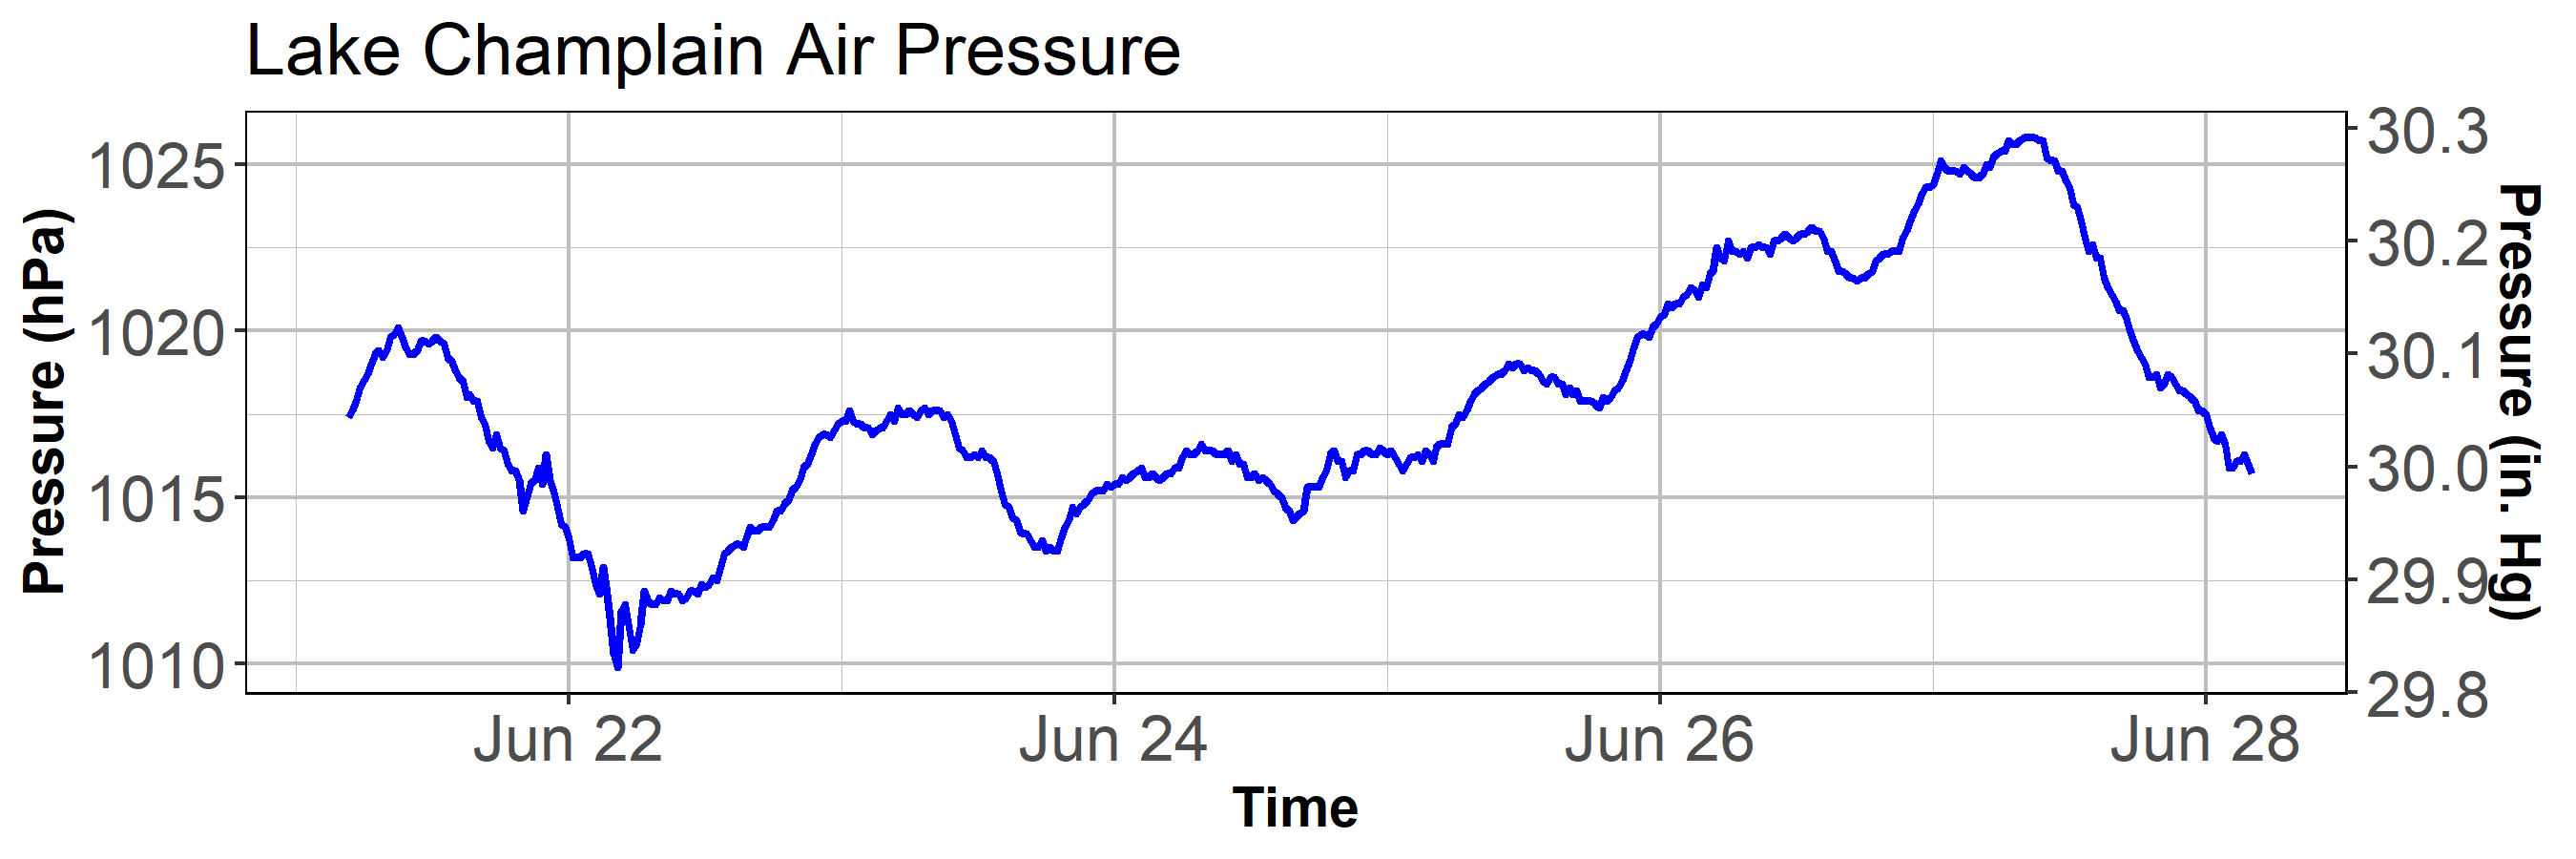 Lake Champlain Air Pressure
Pressure (hPa)
1025
1020
1015
1010
30.3
30.2
30.1
30.0
29.9
29.8
Pressure (in. Hg)
Jun 22 Jun 24 Jun 26 Jun 28
Time